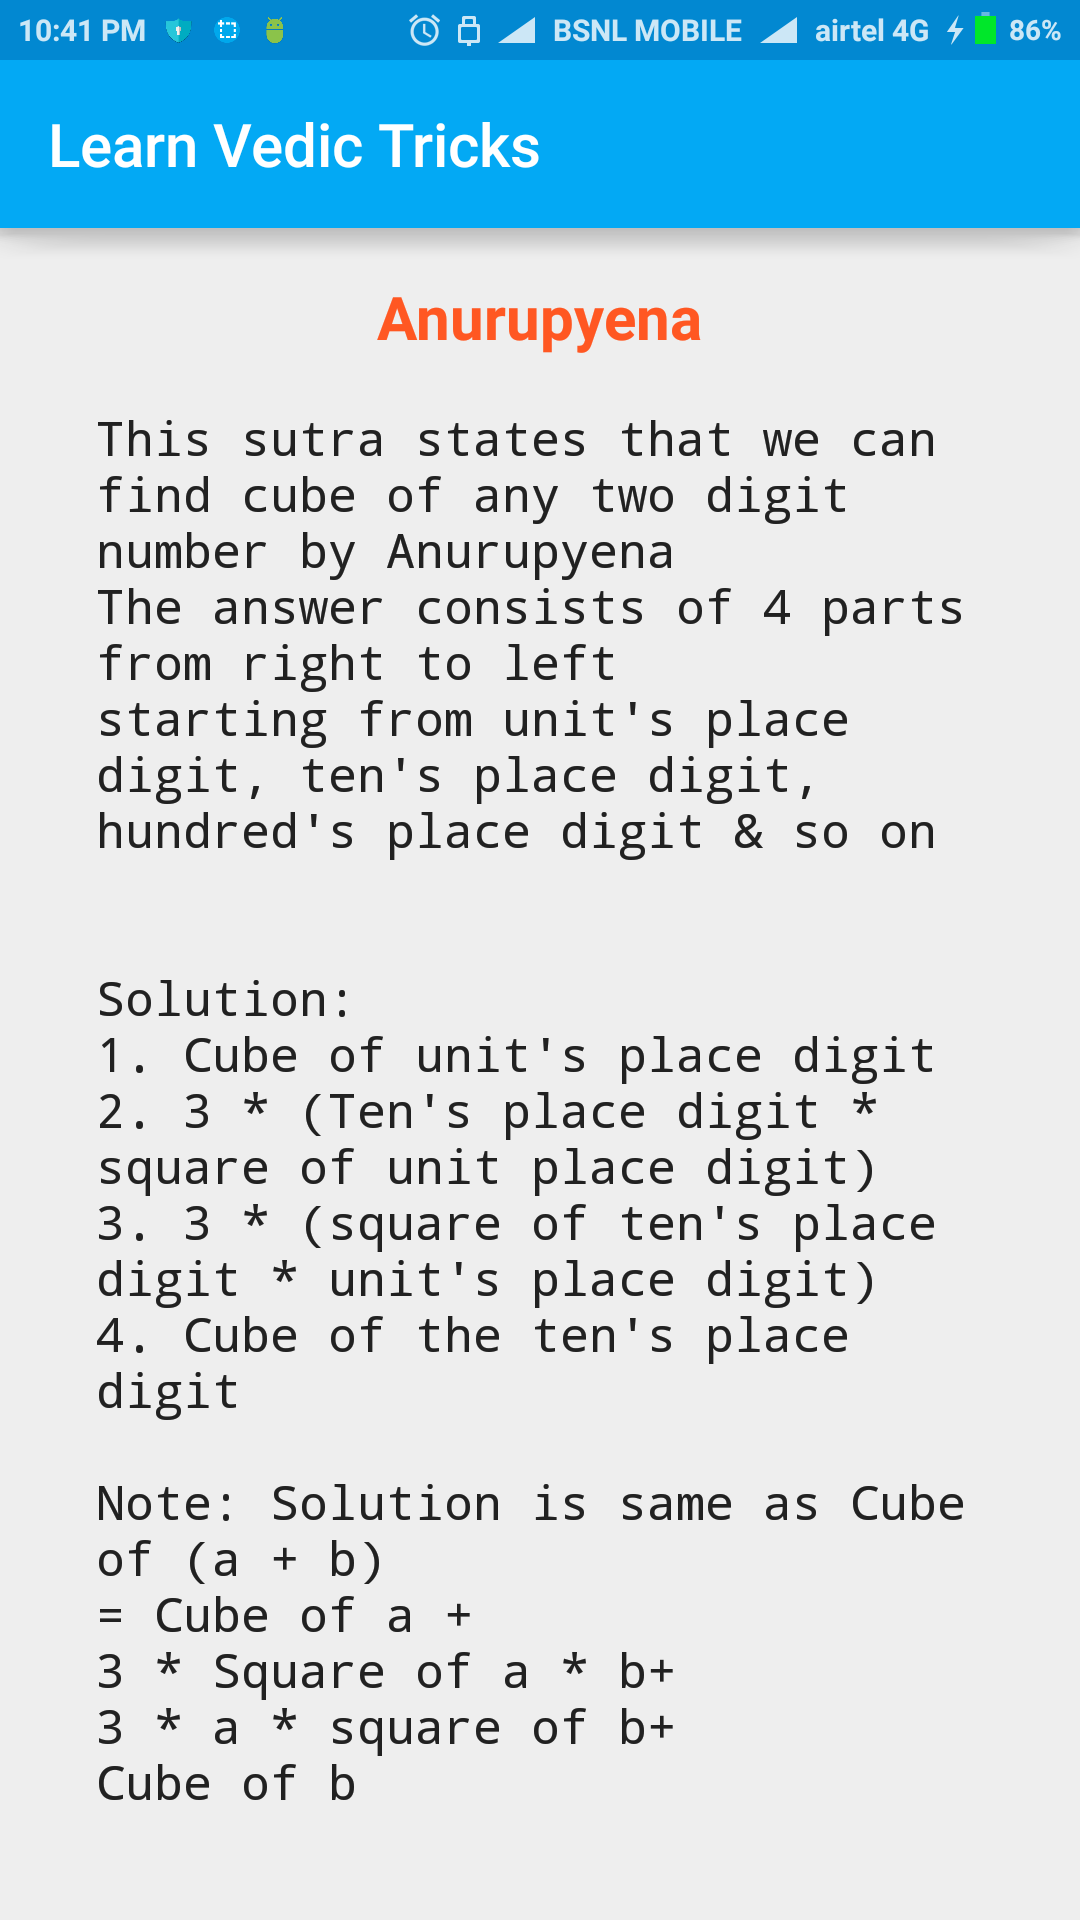 10:41 PM BSNL MOBILE airtel 4G 86%
Learn Vedic Tricks
Anurupyena
This sutra states that we can
find cube of any two digit
number by Anurupyena
The answer consists of 4 parts
from right to left
starting from unit's place
digit, ten's place digit,
hundred's place digit & so on
Solution:
1. Cube of unit's place digit
2. 3 * (Ten's place digit *
square of unit place digit)
3. 3 * (square of ten's place
digit * unit's place digit)
4. Cube of the ten's place
digit
Note: Solution is same as Cube
of (a + b)
= Cube of a +
3 * Square of a * b+
3 * a * square of b+
Cube of b